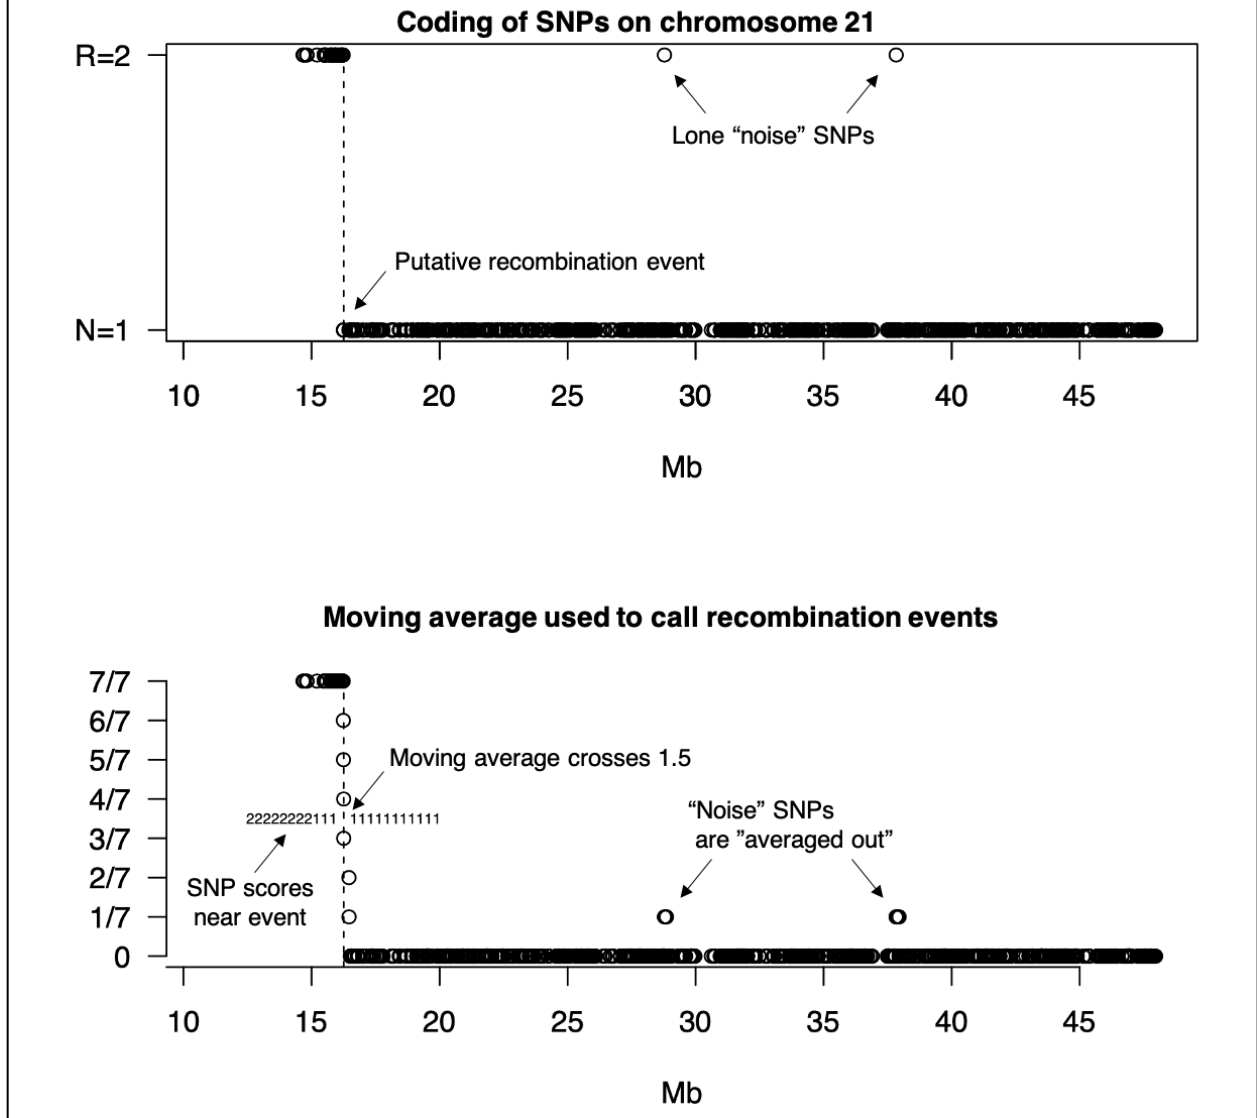 Coding of SNPs on chromosome 21
R=2
Lone “noise” SNPs
Putative recombination event
N=1
10 15 20 25 30 35 40 45
Mb
Moving average used to call recombination events
7/7
6/7
5/7
Moving average crosses 1.5
4/7
“Noise” SNPs
are ”averaged out”
22222222111 11111111111
3/7
2/7
SNP scores
near event
1/7
0
10 15 20 25 30 35 40 45
Mb